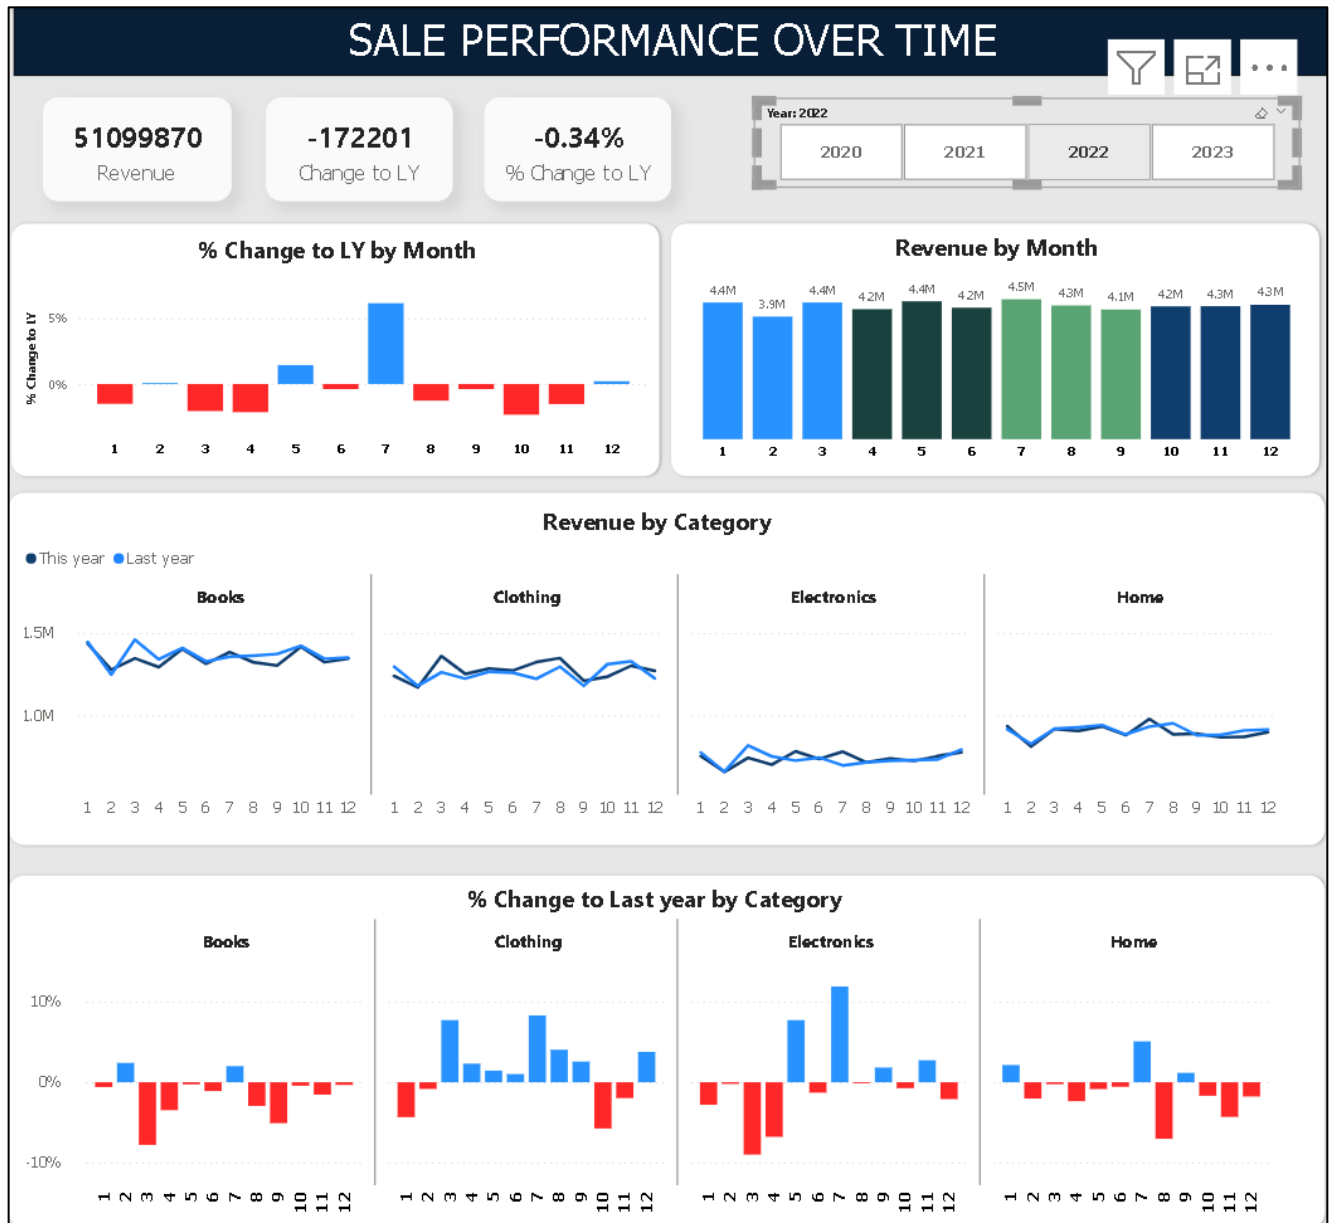 SALE PERFORMANCE OVER TIME
51099870
Revenue
-172201
Change to LY
-0.34%
% Change to LY
Year: 2022
2020 2021 2022 2023
% Change to LY by Month
% Change to LY
5%
0%
1 2 3 4 5 6 7 8 9 10 11 12
Revenue by Month
4.4M 3.9M 4.4M 4.2M 4.4M 4.2M 4.5M 4.3M 4.1M 4.2M 4.3M 4.3M
1 2 3 4 5 6 7 8 9 10 11 12
Revenue by Category
This year Last year
Books Clothing Electronics Home
1.5M
1.0M
1 2 3 4 5 6 7 8 9 10 11 12 1 2 3 4 5 6 7 8 9 10 11 12 1 2 3 4 5 6 7 8 9 10 11 12 1 2 3 4 5 6 7 8 9 10 11 12
% Change to Last year by Category
Books Clothing Electronics Home
10%
0%
-10%
1 2 3 4 5 6 7 8 9 10 11 12 1 2 3 4 5 6 7 8 9 10 11 12 1 2 3 4 5 6 7 8 9 10 11 12 1 2 3 4 5 6 7 8 9 10 11 12